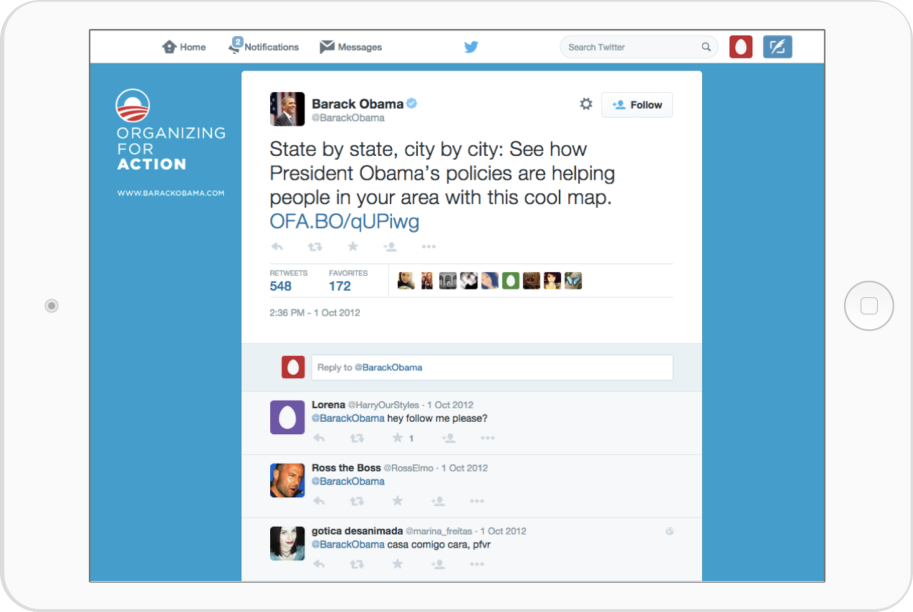 Home
2
Notifications
Messages
Search Twitter
ORGANIZING
FOR
ACTION
WWW.BARACKOBAMA.COM
Barack Obama
@BarackObama
Follow
State by state, city by city: See how
President Obama's policies are helping
people in your area with this cool map.
OFA.BO/qUPiwg
RETWEETS
548
FAVORITES
172
2:36 PM - 1 Oct 2012
Reply to @BarackObama
Lorena @HarryOurStyles · 1 Oct 2012
@BarackObama hey follow me please?
1
Ross the Boss @RossElmo · 1 Oct 2012
@BarackObama
gotica desanimada @marina_freitas · 1 Oct 2012
@BarackObama casa comigo cara, pfvr